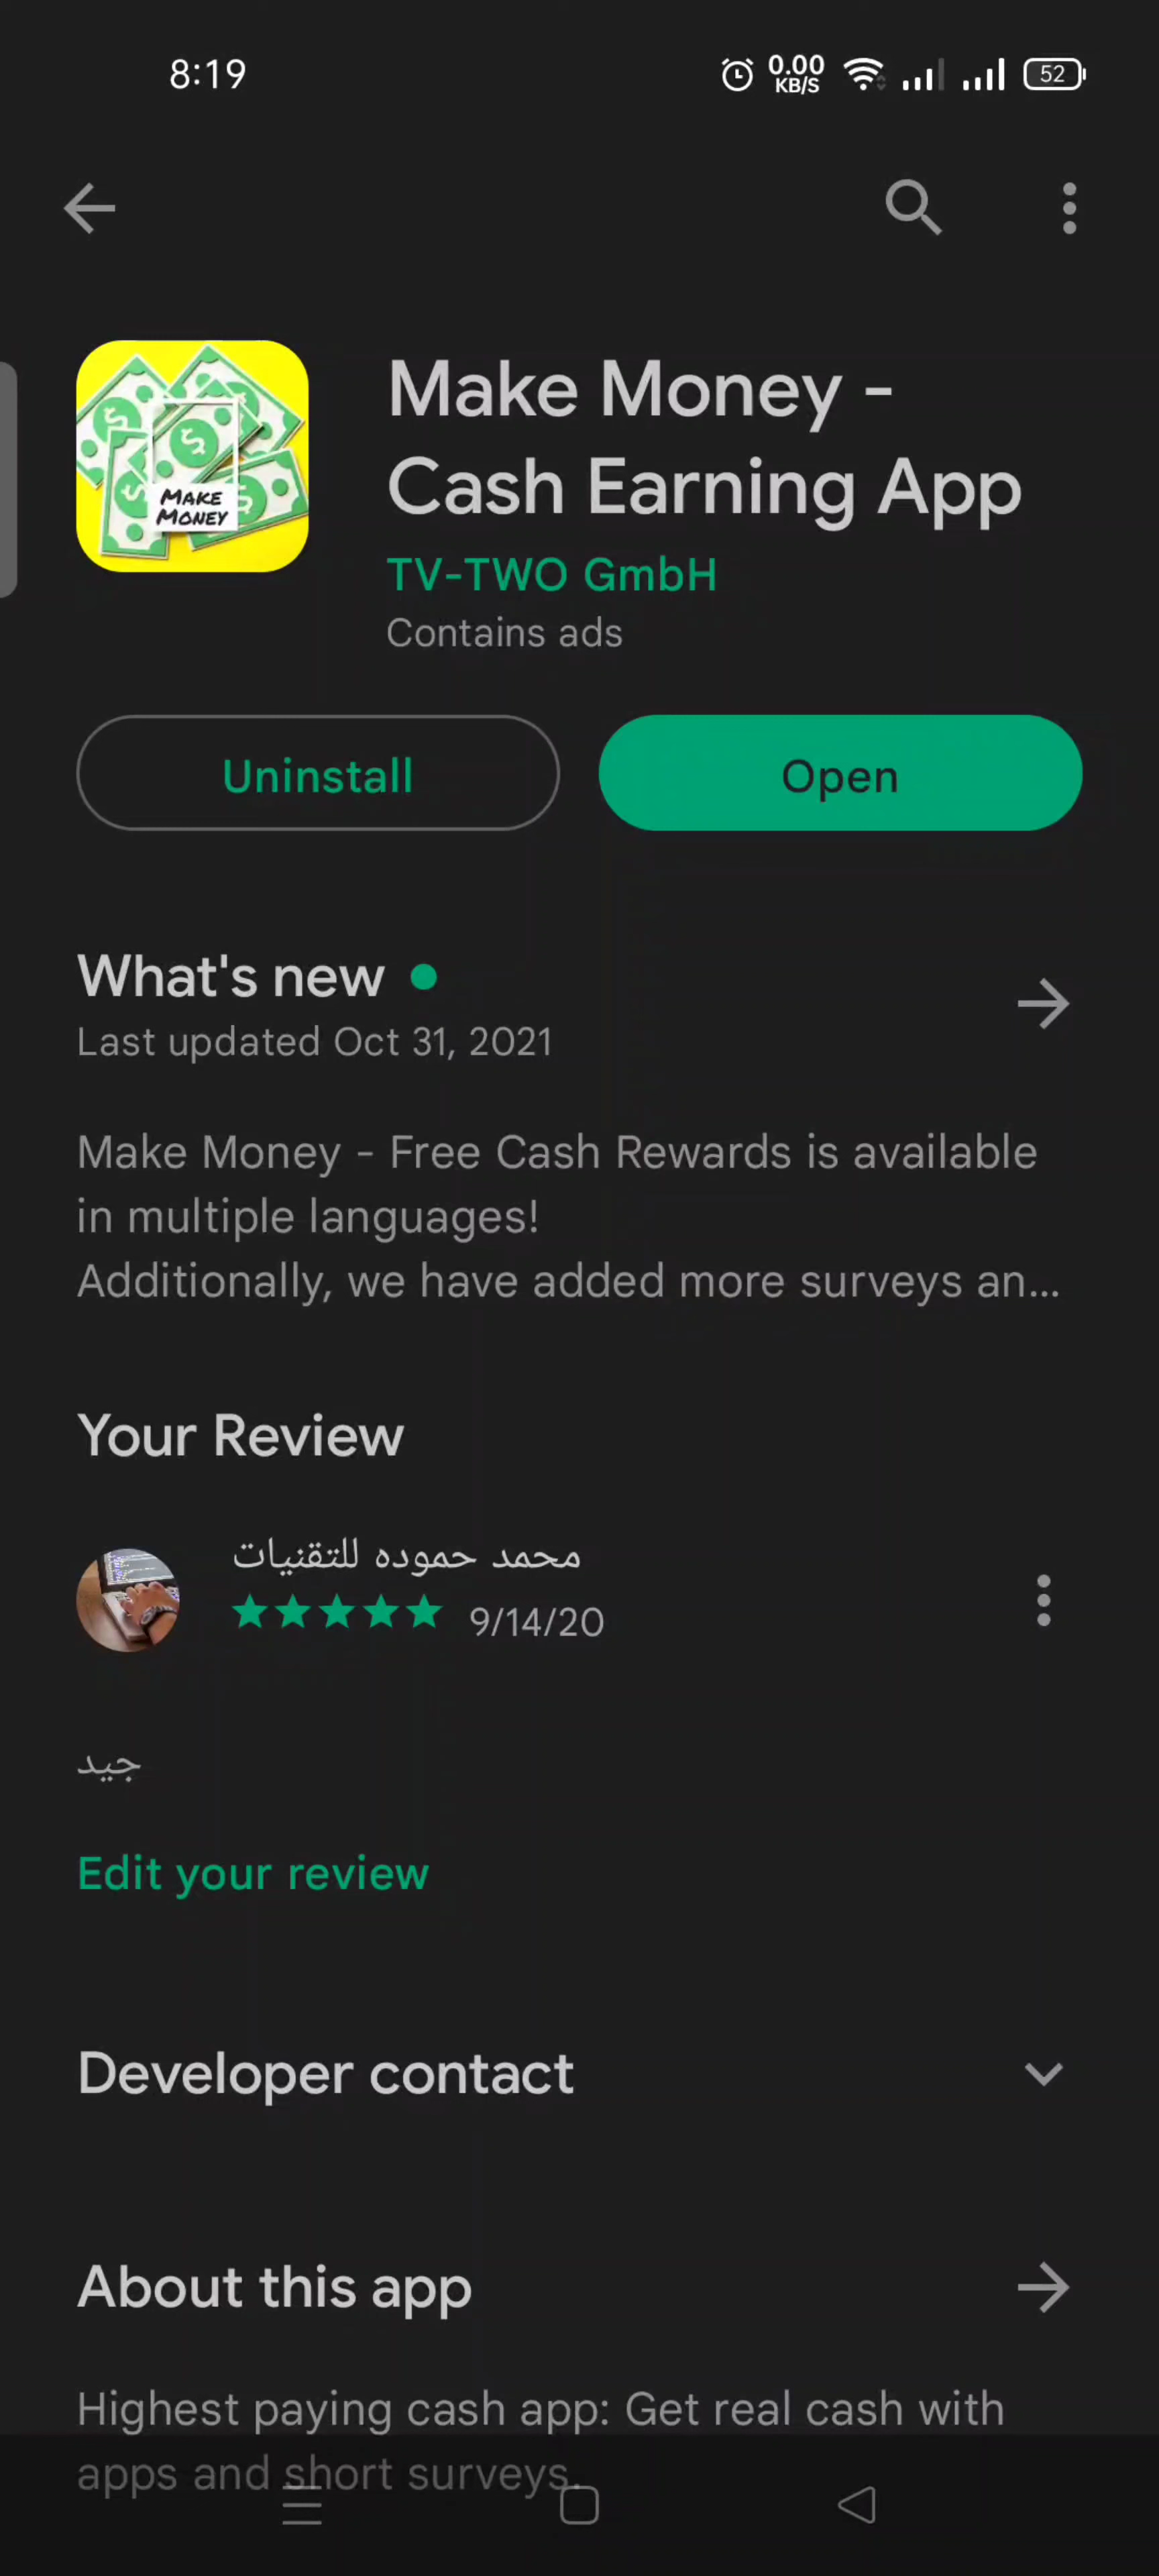 8:19
0.00
KB/S
52
Make Money -
Cash Earning App
MAKE
MONEY
TV-TWO GmbH
Contains ads
Uninstall
Open
What's new
Last updated Oct 31, 2021
Make Money - Free Cash Rewards is available
in multiple languages!
Additionally, we have added more surveys an...
Your Review
محمد حموده للتقنيات
9/14/20
جيد
Edit your review
Developer contact
About this app
Highest paying cash app: Get real cash with
apps and short surveys.